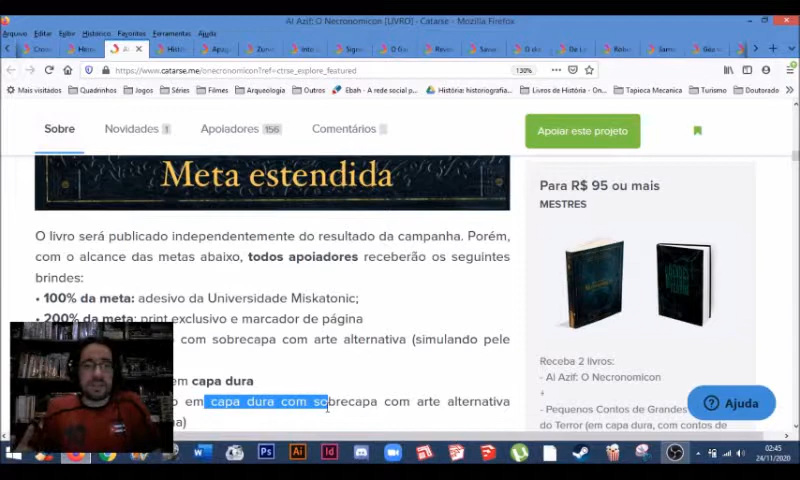 Al Azif: O Necronomicon [LIVRO] - Catarse - Mozilla Firefox
Arquivo Editar Exibir Histórico Favoritos Ferramentas Ajuda
https://www.catarse.me/onecronomicon?ref=ctrse_explore_featured 130%
Mais visitados Quadrinhos Jogos Séries Filmes Arqueologia Outros Ebah - A rede social p... História: historiografia... Livros de História - On... Tapioca Mecanica Turismo Doutorado
Sobre Novidades 1 Apoiadores 156 Comentários
Apoiar este projeto
Meta estendida
O livro será publicado independentemente do resultado da campanha. Porém,
com o alcance das metas abaixo, todos apoiadores receberão os seguintes
brindes:
• 100% da meta: adesivo da Universidade Miskatonic;
• 200% da meta: print exclusivo e marcador de página
com sobrecapa com arte alternativa (simulando pele
em capa dura
o em capa dura com sobrecapa com arte alternativa
Para R$ 95 ou mais
MESTRES
Receba 2 livros:
- Al Azif: O Necronomicon
+
- Pequenos Contos de Grandes
do Terror (em capa dura, com contos de
Ajuda
02:45
24/11/2020